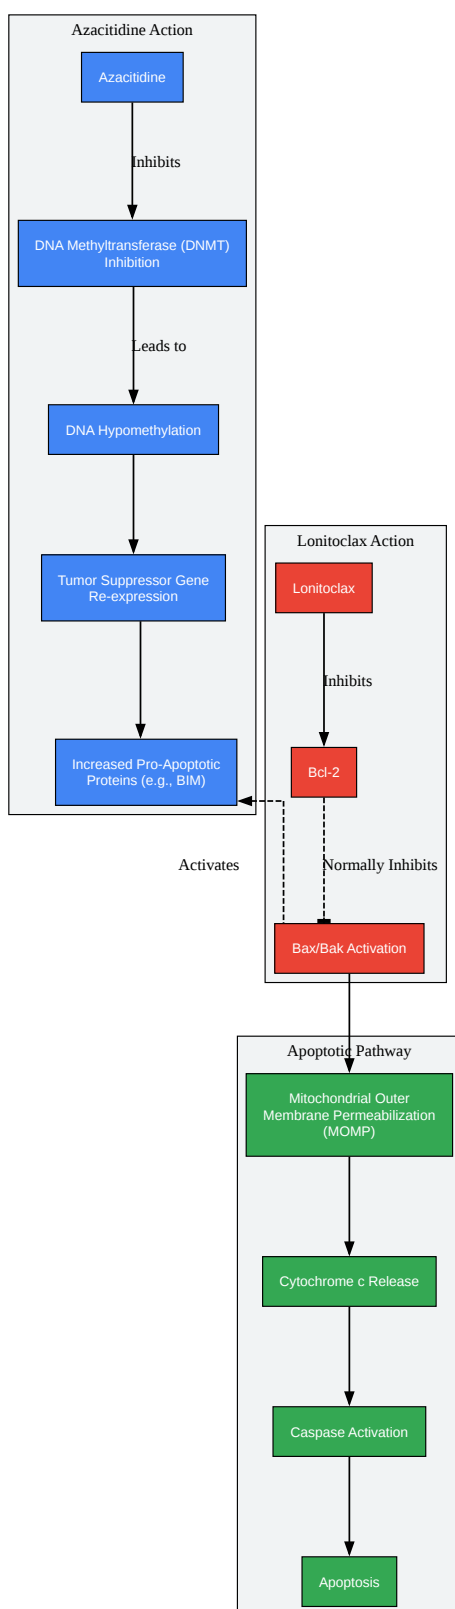 Azacitidine Action
Azacitidine
Inhibits
DNA Methyltransferase (DNMT)
Inhibition
Leads to
DNA Hypomethylation
Tumor Suppressor Gene
Re-expression
Increased Pro-Apoptotic
Proteins (e.g., BIM)
Lonitoclax Action
Lonitoclax
Inhibits
Bcl-2
Activates
Normally Inhibits
Bax/Bak Activation
Apoptotic Pathway
Mitochondrial Outer
Membrane Permeabilization
(MOMP)
Cytochrome c Release
Caspase Activation
Apoptosis